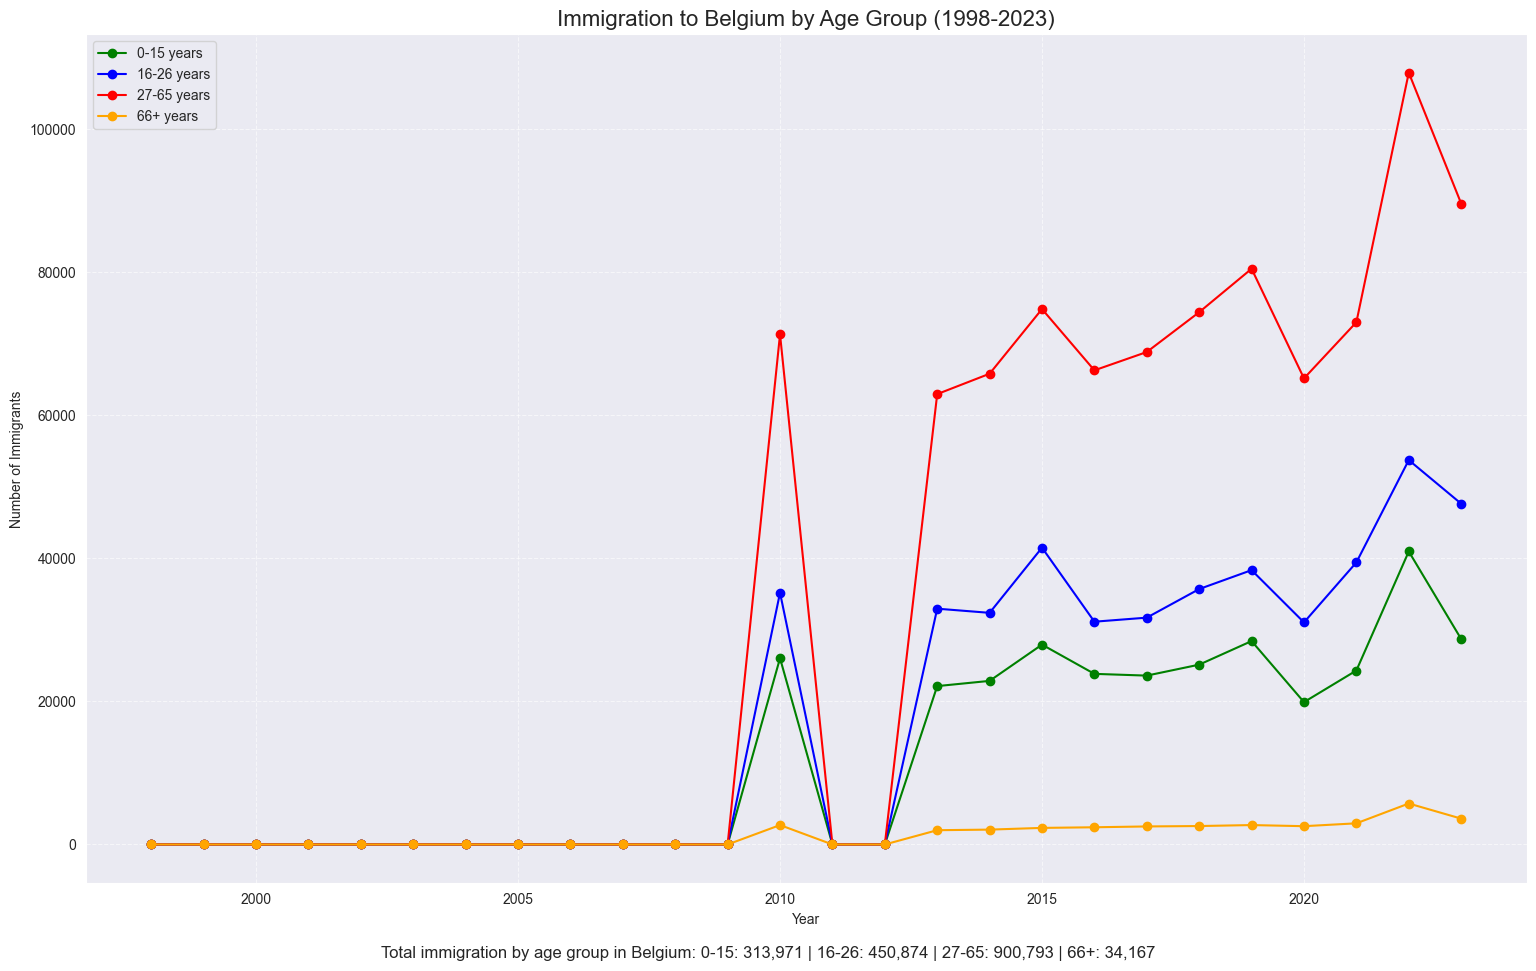 Immigration to Belgium by Age Group (1998-2023)
0-15 years
16-26 years
27-65 years
66+ years
100000
80000
60000
40000
20000
0
Number of Immigrants
2000
2005
2010
2015
2020
Year
Total immigration by age group in Belgium: 0-15: 313,971 | 16-26: 450,874 | 27-65: 900,793 | 66+: 34,167